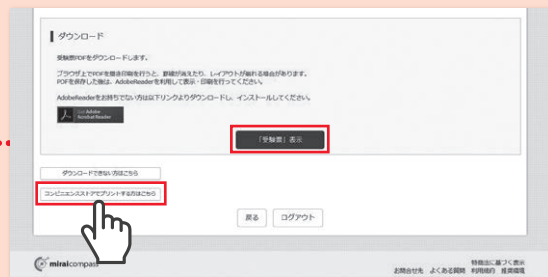 ダウンロード
受験票PDFをダウンロードします。
ブラウザ上でPDFを開き印刷を行うと、罫線が消えたり、レイアウトが崩れる場合があります。
PDFを保存した後は、AdobeReaderを利用して表示・印刷を行ってください。
AdobeReaderをお持ちでない方は以下リンクよりダウンロードし、インストールしてください。
Get Adobe
Acrobat Reader
「受験票」表示
ダウンロードできない方はこちら
コンビニエンスストアでプリントする方はこちら
戻る ログアウト
miraicompass
特商法に基づく表示
お問合せ先 よくある質問 利用規約 推奨環境